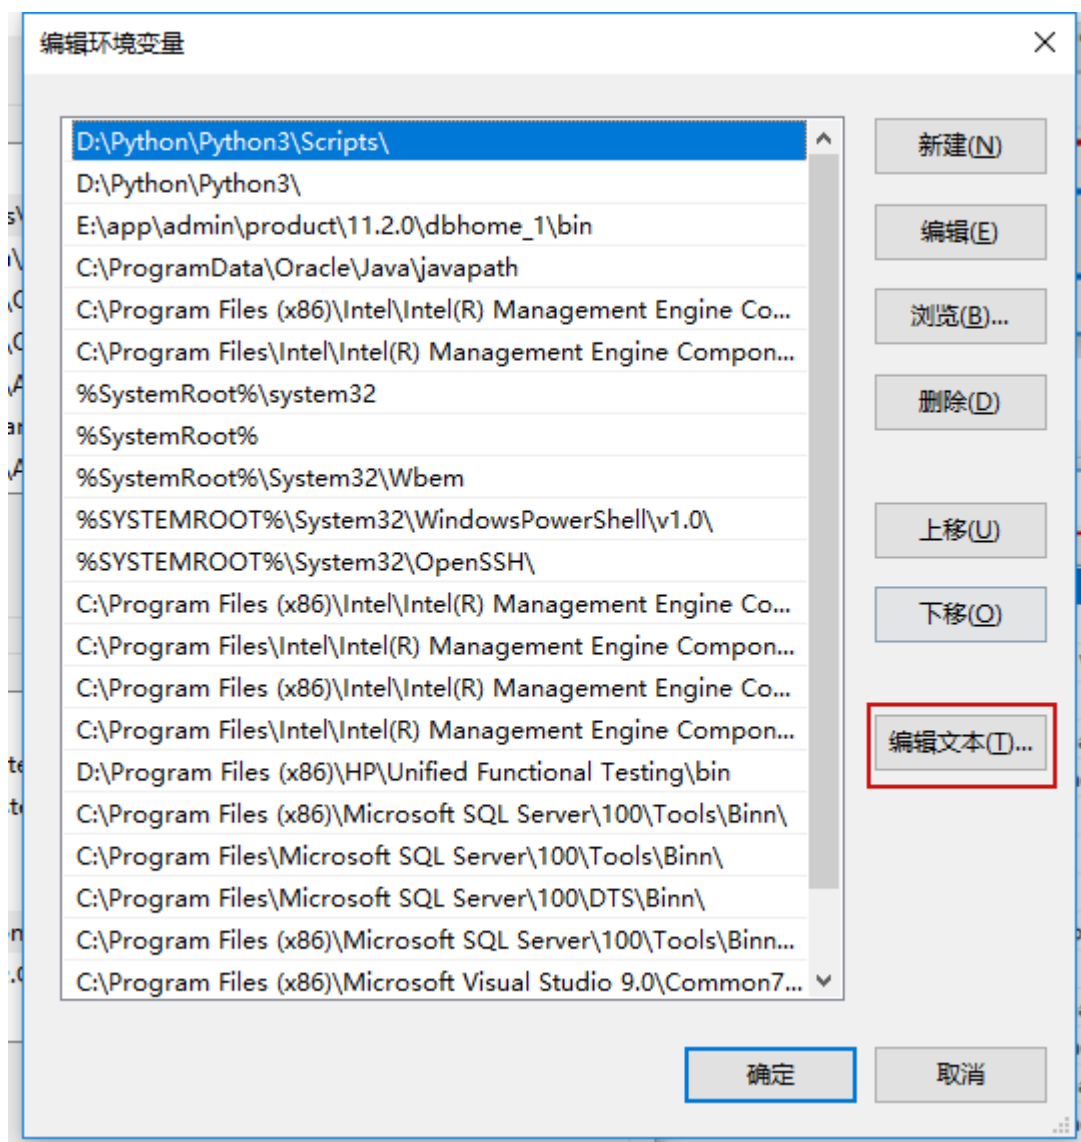 编辑环境变量
D:\Python\Python3\Scripts\
D:\Python\Python3\
E:\app\admin\product\11.2.0\dbhome_1\bin
C:\ProgramData\Oracle\Java\javapath
C:\Program Files (x86)\Intel\Intel(R) Management Engine Co...
C:\Program Files\Intel\Intel(R) Management Engine Compon...
%SystemRoot%\system32
%SystemRoot%
%SystemRoot%\System32\Wbem
%SYSTEMROOT%\System32\WindowsPowerShell\v1.0\
%SYSTEMROOT%\System32\OpenSSH\
C:\Program Files (x86)\Intel\Intel(R) Management Engine Co...
C:\Program Files\Intel\Intel(R) Management Engine Compon...
C:\Program Files (x86)\Intel\Intel(R) Management Engine Co...
C:\Program Files\Intel\Intel(R) Management Engine Compon...
D:\Program Files (x86)\HP\Unified Functional Testing\bin
C:\Program Files (x86)\Microsoft SQL Server\100\Tools\Binn\
C:\Program Files\Microsoft SQL Server\100\Tools\Binn\
C:\Program Files\Microsoft SQL Server\100\DTS\Binn\
C:\Program Files (x86)\Microsoft SQL Server\100\Tools\Binn...
C:\Program Files (x86)\Microsoft Visual Studio 9.0\Common7...
新建(N)
编辑(E)
浏览(B)...
删除(D)
上移(U)
下移(O)
编辑文本(T)...
确定
取消